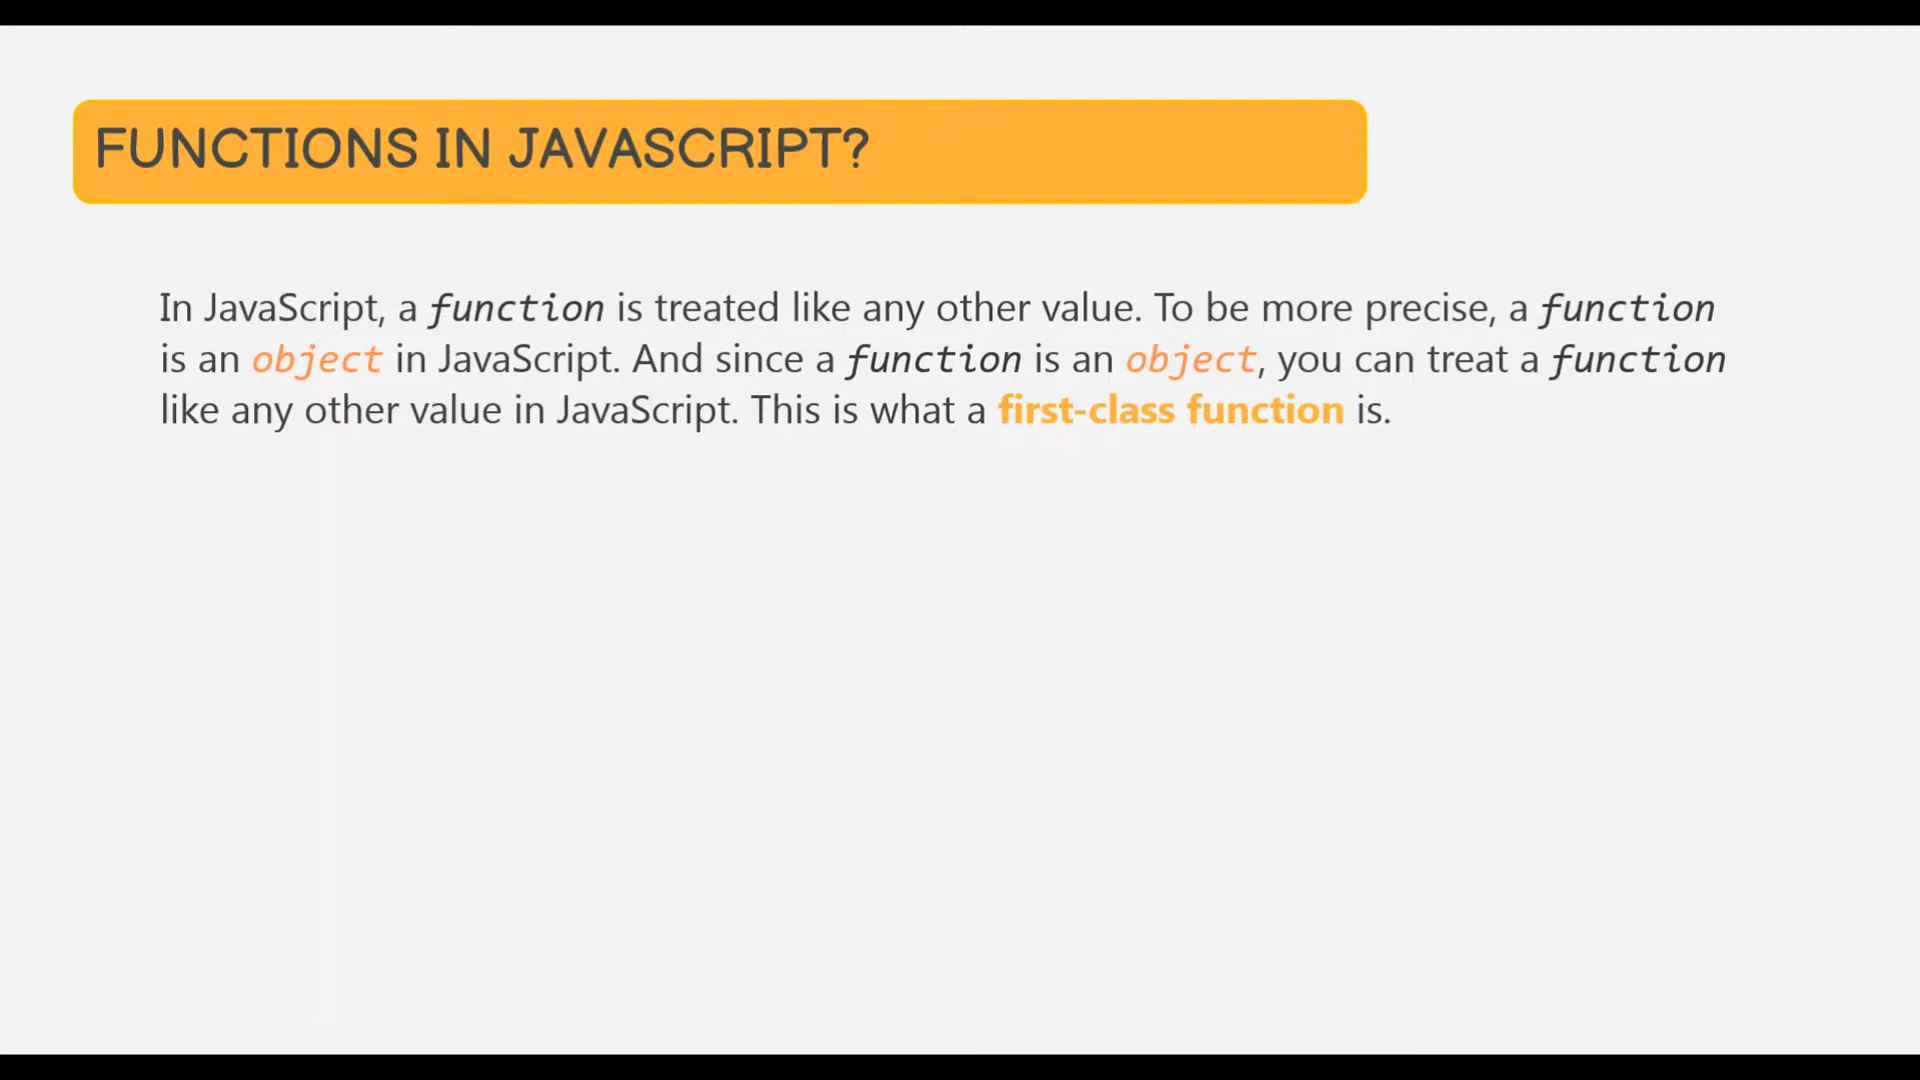 FUNCTIONS IN JAVASCRIPT?
In JavaScript, a function is treated like any other value. To be more precise, a function
is an object in JavaScript. And since a function is an object, you can treat a function
like any other value in JavaScript. This is what a first-class function is.